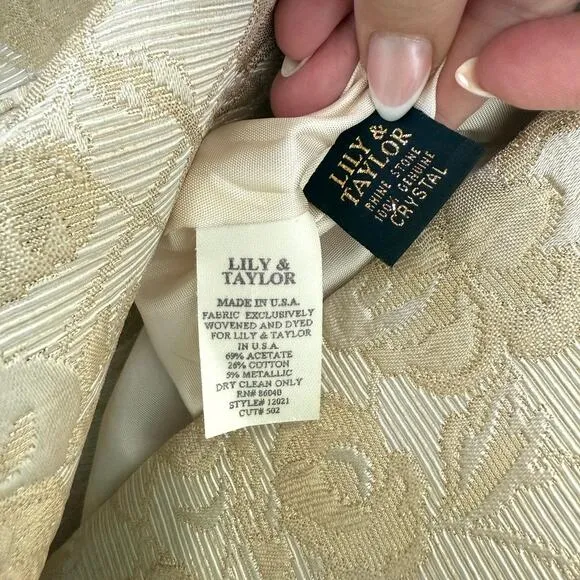 LILY &
TAYLOR
RHINE STONE
100% GENUINE
CRYSTAL
LILY &
TAYLOR
MADE IN U.S.A.
FABRIC EXCLUSIVELY
WOVENED AND DYED
FOR LILY & TAYLOR
IN U.S.A.
69% ACETATE
26% COTTON
5% METALLIC
DRY CLEAN ONLY
RN# 86040
STYLE# 12021
CUT# 502